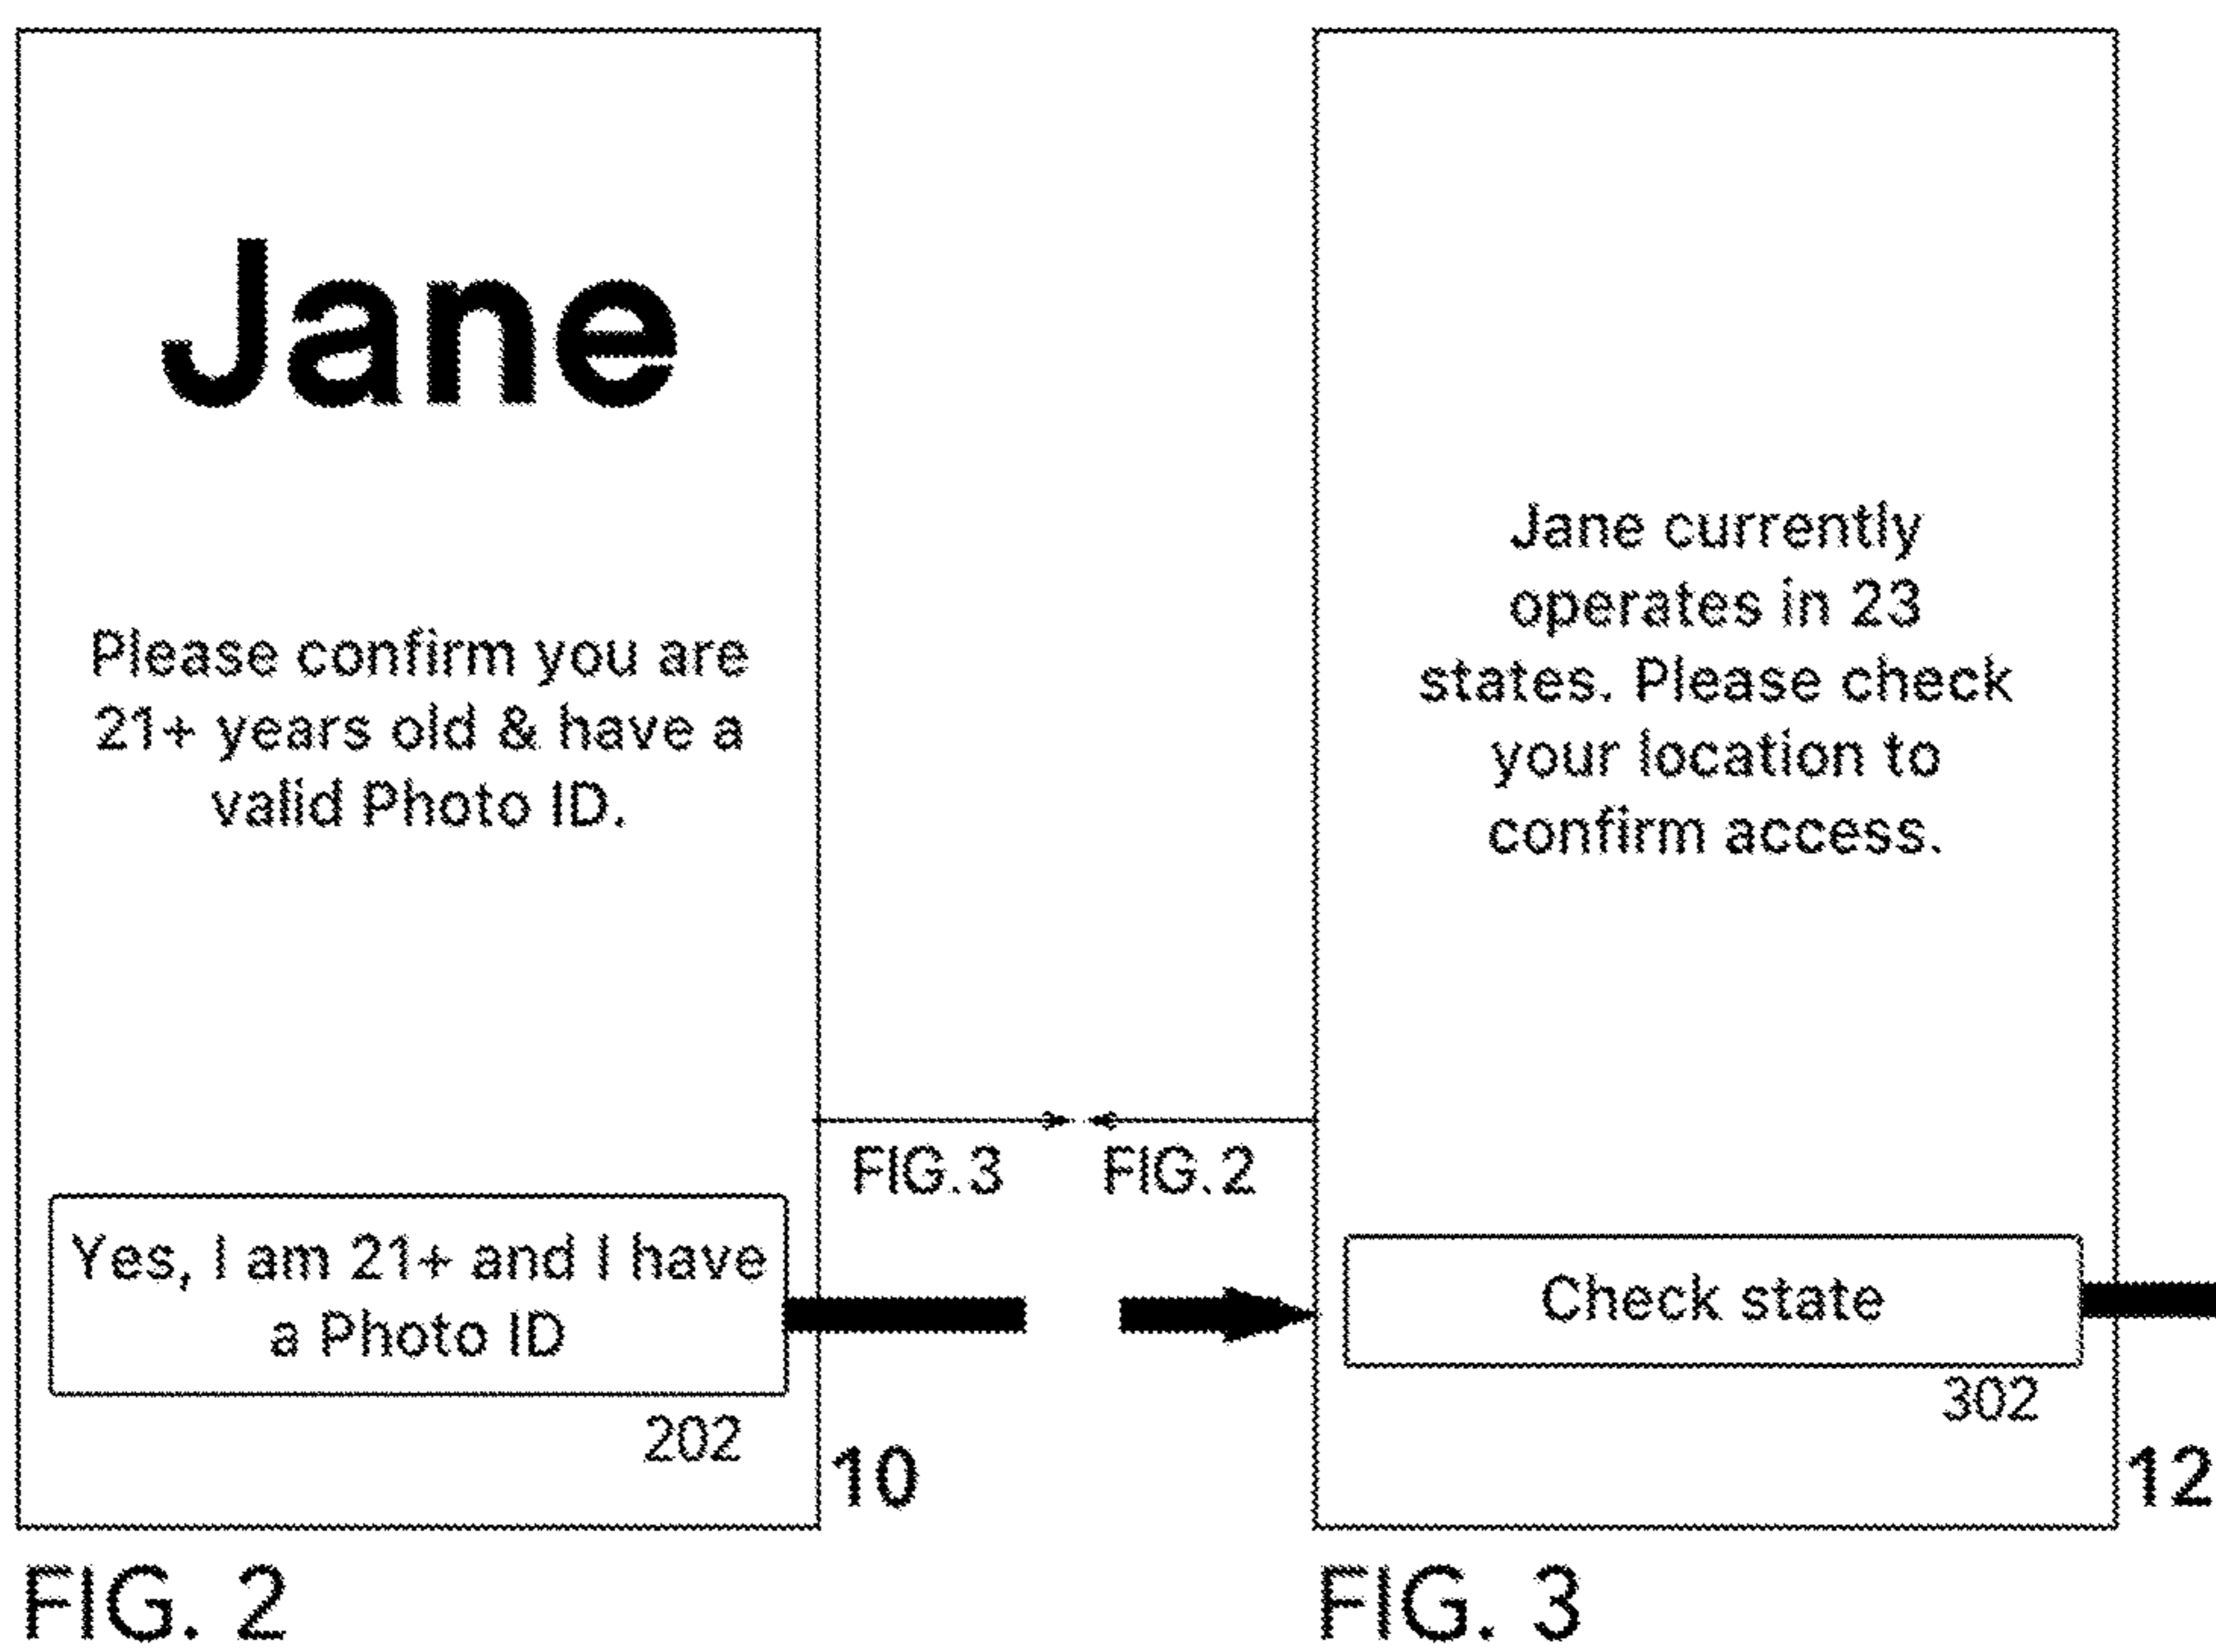 Jane
Please confirm you are
21+ years old & have a
valid Photo ID.
Yes, I am 21+ and I have
a Photo ID
202
10
FIG. 2
FIG.3
FIG.2
Jane currently
operates in 23
states. Please check
your location to
confirm access.
Check state
302
12
FIG. 3